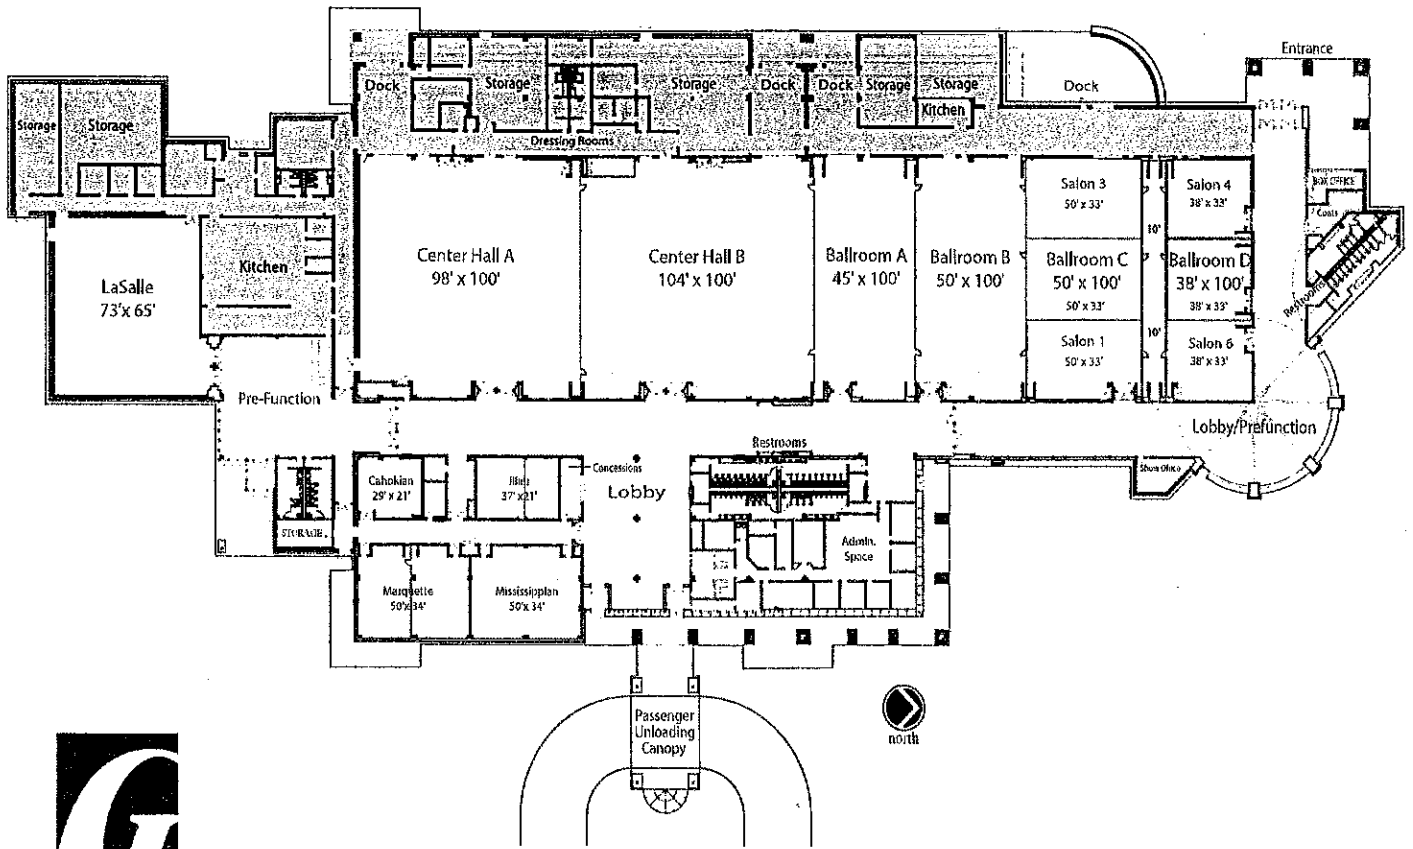 Entrance
Dock
Storage
Storage
Dock
Dock
Storage
Storage
Dock
Kitchen
Storage
Storage
Dressing Rooms
Salon 3
50' x 33'
Salon 4
38' x 33'
BOX OFFICE
Coats
10'
Center Hall A
98' x 100'
Center Hall B
104' x 100'
Ballroom A
45' x 100'
Ballroom B
50' x 100'
Ballroom C
50' x 100'
50' x 33'
Ballroom D
38' x 100'
38' x 33'
Kitchen
LaSalle
73' x 65'
Restrooms
10'
Salon 1
50' x 33'
Salon 6
38' x 33'
Pre-Function
Lobby/Prefunction
Restrooms
Show Office
Cahokian
29' x 21'
37' x 21'
Concessions
Lobby
STORAGE
Admin.
Space
Marquette
50' x 34'
Mississippian
50' x 34'
Passenger
Unloading
Canopy
north